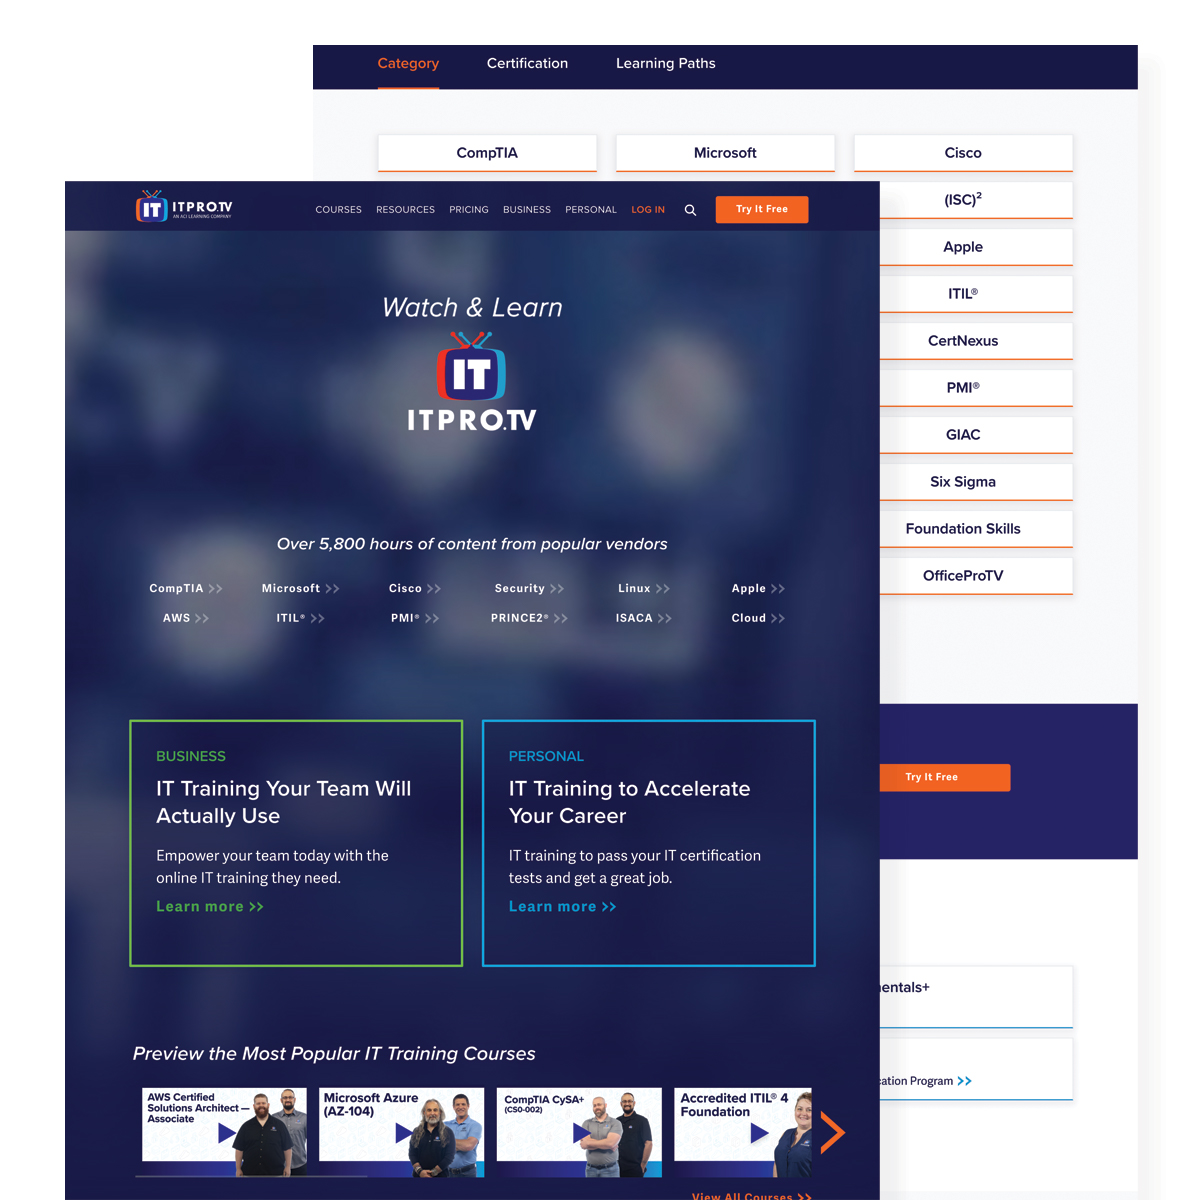 Category Certification Learning Paths
CompTIA Microsoft Cisco
(ISC)²
Apple
ITIL®
CertNexus
PMI®
GIAC
Six Sigma
Foundation Skills
OfficeProTV
Try It Free
entals+
cation Program >>
IT ITPRO.TV
AN ACI LEARNING COMPANY
COURSES RESOURCES PRICING BUSINESS PERSONAL LOG IN Try It Free
Watch & Learn
IT
ITPRO.TV
Over 5,800 hours of content from popular vendors
CompTIA >> Microsoft >> Cisco >> Security >> Linux >> Apple >>
AWS >> ITIL® >> PMI® >> PRINCE2® >> ISACA >> Cloud >>
BUSINESS
IT Training Your Team Will
Actually Use
Empower your team today with the
online IT training they need.
Learn more >>
PERSONAL
IT Training to Accelerate
Your Career
IT training to pass your IT certification
tests and get a great job.
Learn more >>
Preview the Most Popular IT Training Courses
AWS Certified
Solutions Architect —
Associate
Microsoft Azure
(AZ-104)
CompTIA CySA+
(CS0-002)
Accredited ITIL® 4
Foundation
View All Courses >>